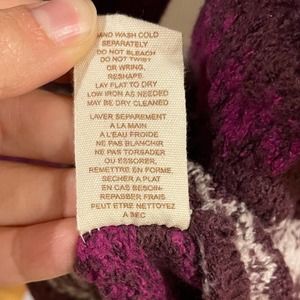 HAND WASH COLD
SEPARATELY
DO NOT BLEACH
DO NOT TWIST
OR WRING,
RESHAPE.
LAY FLAT TO DRY
LOW IRON AS NEEDED
MAY BE DRY CLEANED
LAVER SEPAREMENT
A LA MAIN
A L'EAU FROIDE
NE PAS BLANCHIR
NE PAS TORSADER
OU ESSORER,
REMETTRE EN FORME.
SECHER A PLAT
EN CAS BESOIN-
REPASSER FRAIS
PEUT ETRE NETTOYEZ
A SEC